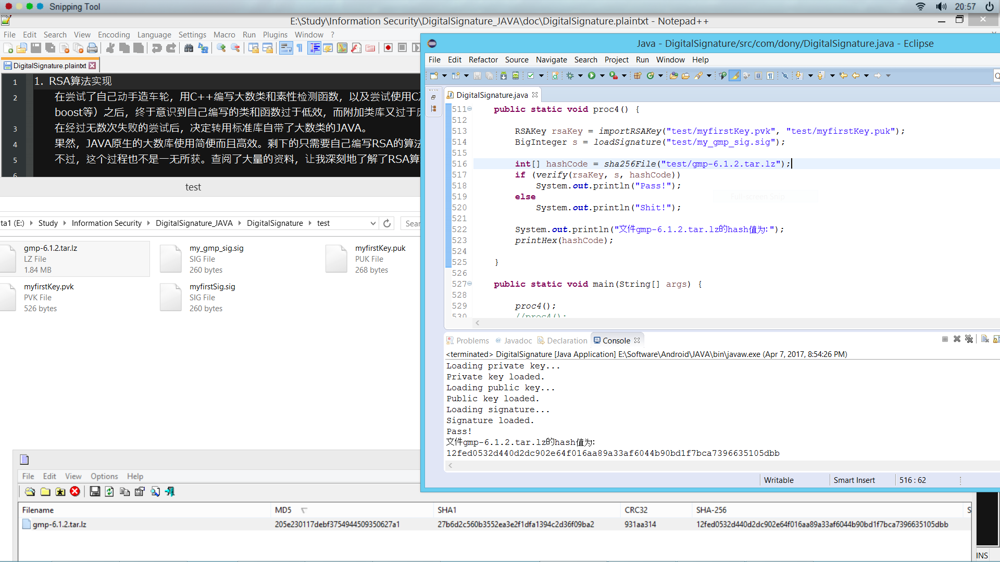 Snipping Tool
20:57
E:\Study\Information Security\DigitalSignature_JAVA\doc\DigitalSignature.plaintxt - Notepad++
File Edit Search View Encoding Language Settings Macro Run Plugins Window ?
DigitalSignature.plaintxt
1 1. RSA算法实现
2 在尝试了自己动手造车轮，用C++编写大数类和素性检测函数，以及尝试使用C
boost等）之后，终于意识到自己编写的类和函数过于低效，而附加类库又过于
3 在经过无数次失败的尝试后，决定转用标准库自带了大数类的JAVA。
4 果然，JAVA原生的大数库使用简便而且高效。剩下的只需要自己编写RSA的算法
5 不过，这个过程也不是一无所获。查阅了大量的资料，让我深刻地了解了RSA算
6
test
ta1 (E:) Study Information Security DigitalSignature_JAVA DigitalSignature test
Sear
gmp-6.1.2.tar.lz
LZ File
1.84 MB
my_gmp_sig.sig
SIG File
260 bytes
myfirstKey.puk
PUK File
268 bytes
myfirstKey.pvk
PVK File
526 bytes
myfirstSig.sig
SIG File
260 bytes
Java - DigitalSignature/src/com/dony/DigitalSignature.java - Eclipse
File Edit Refactor Source Navigate Search Project Run Window Help
DigitalSignature.java
511 public static void proc4() {
512
513 RSAKey rsaKey = importRSAKey("test/myfirstKey.pvk", "test/myfirstKey.puk");
514 BigInteger s = loadSignature("test/my_gmp_sig.sig");
515
516 int[] hashCode = sha256File("test/gmp-6.1.2.tar.lz");
517 if (verify(rsaKey, s, hashCode))
518 System.out.println("Pass!");
519 else
520 System.out.println("Shit!");
521
522 System.out.println("文件gmp-6.1.2.tar.lz的hash值为：");
523 printHex(hashCode);
524
525 }
526
527 public static void main(String[] args) {
528
529 proc4();
530 //proc4();
Full-screen Snip
Problems Javadoc Declaration Console
<terminated> DigitalSignature [Java Application] E:\Software\Android\JAVA\bin\javaw.exe (Apr 7, 2017, 8:54:26 PM)
Loading private key...
Private key loaded.
Loading public key...
Public key loaded.
Loading signature...
Signature loaded.
Pass!
文件gmp-6.1.2.tar.lz的hash值为：
12fed0532d440d2dc902e64f016aa89a33af6044b90bd1f7bca7396635105dbb
Writable Smart Insert 516 : 62
File Edit View Options Help
Filename MD5 SHA1 CRC32 SHA-256 S
gmp-6.1.2.tar.lz 205e230117debf3754944509350627a1 27b6d2c560b3552ea3e2f1dfa1394c2d36f09ba2 931aa314 12fed0532d440d2dc902e64f016aa89a33af6044b90bd1f7bca7396635105dbb
INS